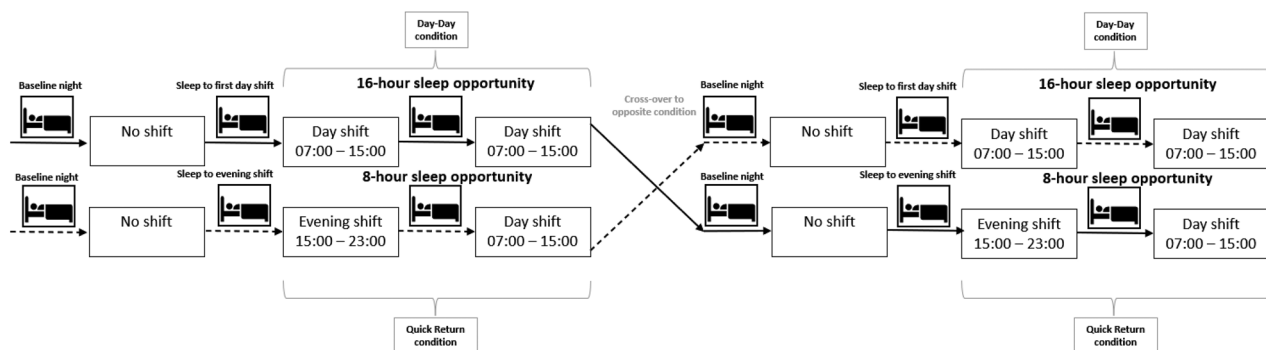 Day-Day
condition
Day-Day
condition
Baseline night
Sleep to first day shift
16-hour sleep opportunity
Cross-over to
opposite condition
Baseline night
Sleep to first day shift
16-hour sleep opportunity
No shift
Day shift
07:00 – 15:00
Day shift
07:00 – 15:00
No shift
Day shift
07:00 – 15:00
Day shift
07:00 – 15:00
Baseline night
Sleep to evening shift
8-hour sleep opportunity
Baseline night
Sleep to evening shift
8-hour sleep opportunity
No shift
Evening shift
15:00 – 23:00
Day shift
07:00 – 15:00
No shift
Evening shift
15:00 – 23:00
Day shift
07:00 – 15:00
Quick Return
condition
Quick Return
condition